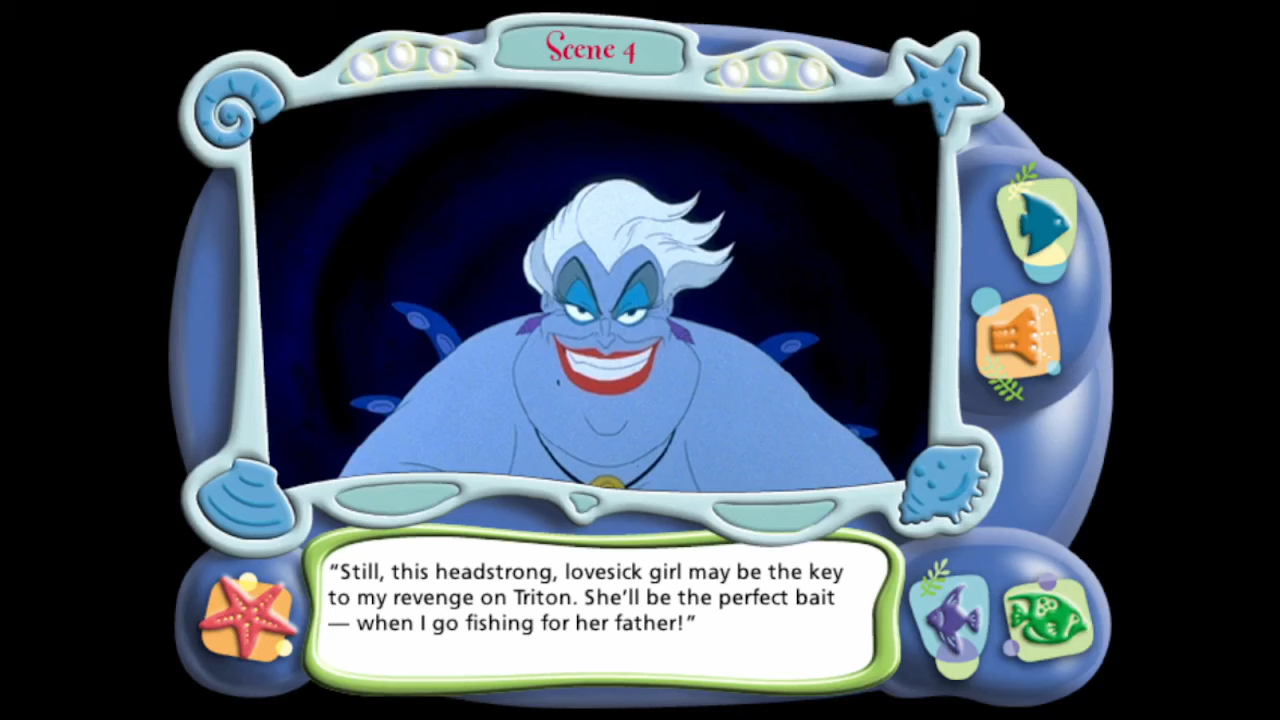 Scene 4
“Still, this headstrong, lovesick girl may be the key
to my revenge on Triton. She’ll be the perfect bait
— when I go fishing for her father!”